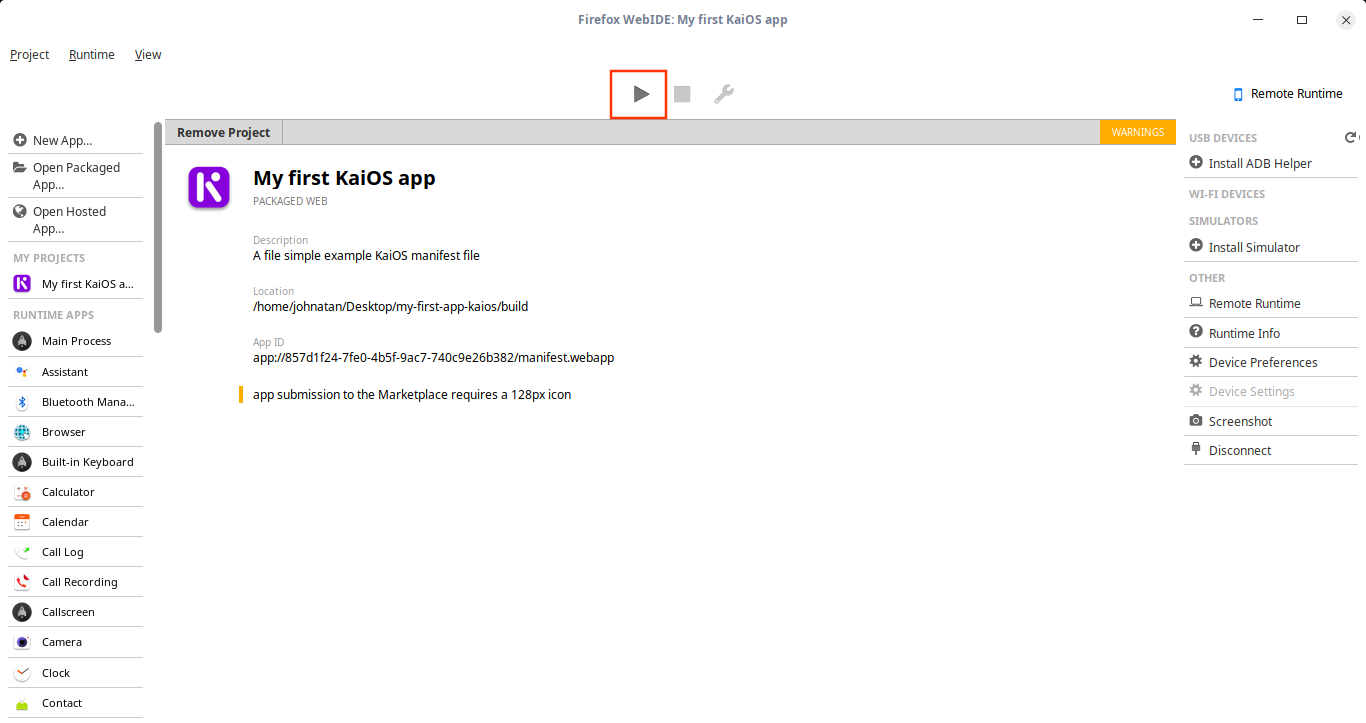 Firefox WebIDE: My first KaiOS app
Project Runtime View
Remote Runtime
New App...
Open Packaged
App...
Open Hosted
App...
MY PROJECTS
My first KaiOS a...
RUNTIME APPS
Main Process
Assistant
Bluetooth Mana...
Browser
Built-in Keyboard
Calculator
Calendar
Call Log
Call Recording
Callscreen
Camera
Clock
Contact
Remove Project
WARNINGS
My first KaiOS app
PACKAGED WEB
Description
A file simple example KaiOS manifest file
Location
/home/johnatan/Desktop/my-first-app-kaios/build
App ID
app://857d1f24-7fe0-4b5f-9ac7-740c9e26b382/manifest.webapp
app submission to the Marketplace requires a 128px icon
USB DEVICES
Install ADB Helper
WI-FI DEVICES
SIMULATORS
Install Simulator
OTHER
Remote Runtime
Runtime Info
Device Preferences
Device Settings
Screenshot
Disconnect